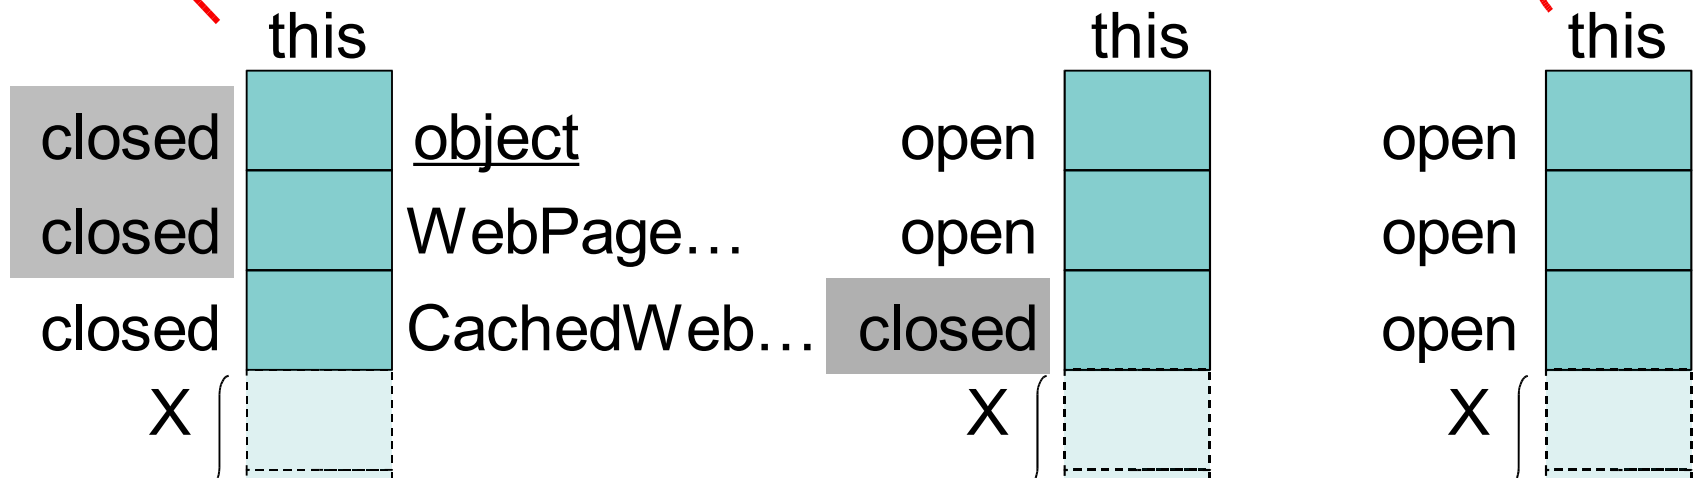 this this this
closed object open open
closed WebPage… open open
closed CachedWeb… closed open
X X X